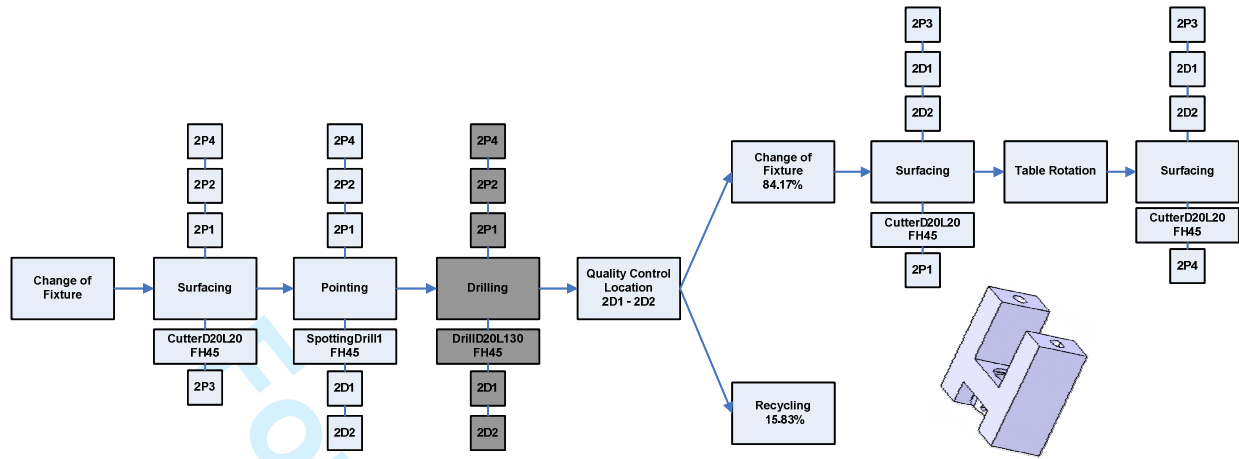 Change of
Fixture
2P4
2P2
2P1
Surfacing
CutterD20L20
FH45
2P3
2P4
2P2
2P1
Pointing
SpottingDrill1
FH45
2D1
2D2
2P4
2P2
2P1
Drilling
DrillD20L130
FH45
2D1
2D2
Quality Control
Location
2D1 - 2D2
Change of
Fixture
84.17%
2P3
2D1
2D2
Surfacing
CutterD20L20
FH45
2P1
Table Rotation
2P3
2D1
2D2
Surfacing
CutterD20L20
FH45
2P4
Recycling
15.83%